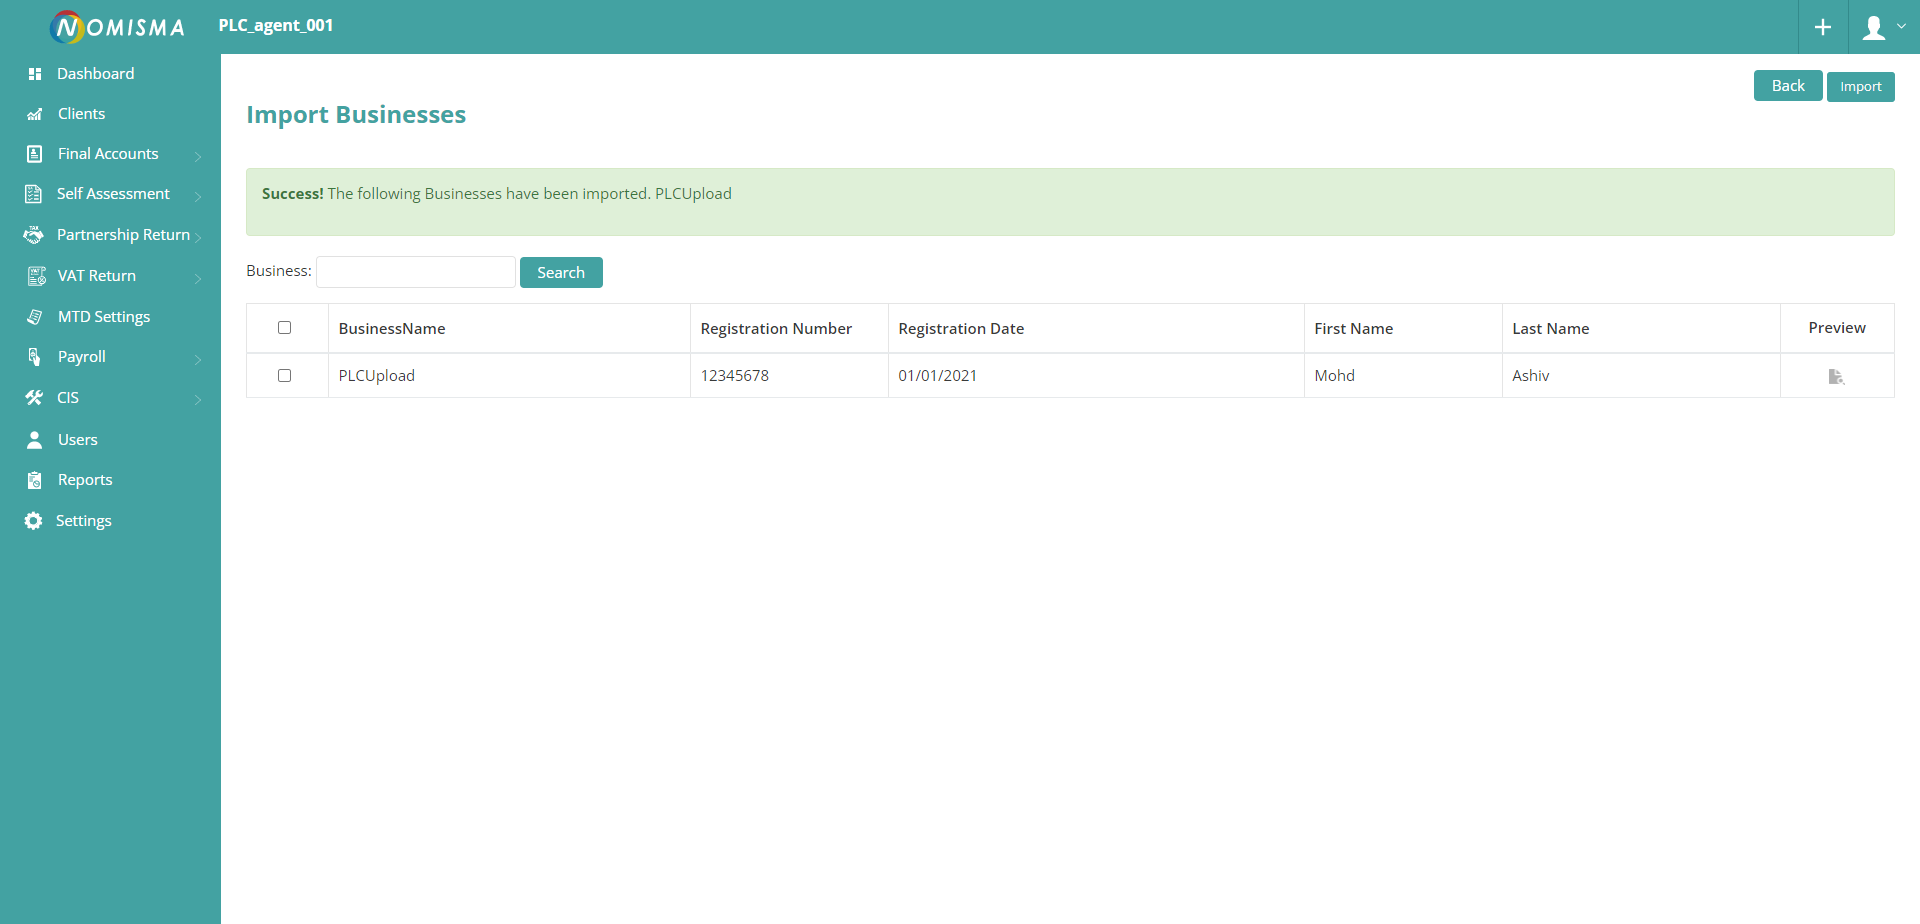 NOMISMA
PLC_agent_001
Dashboard
Clients
Final Accounts
Self Assessment
Partnership Return
VAT Return
MTD Settings
Payroll
CIS
Users
Reports
Settings
Back
Import
Import Businesses
Success! The following Businesses have been imported. PLCUpload
Business:
Search
BusinessName Registration Number Registration Date First Name Last Name Preview
PLCUpload 12345678 01/01/2021 Mohd Ashiv